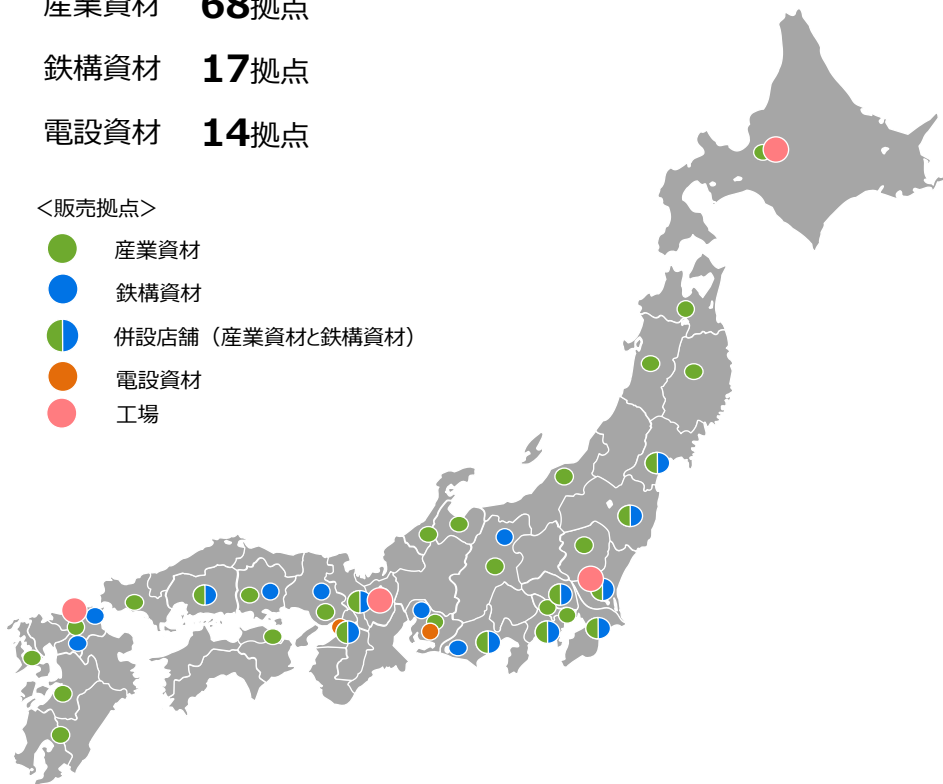 産業資材 68拠点
鉄構資材 17拠点
電設資材 14拠点
＜販売拠点＞
産業資材
鉄構資材
併設店舗（産業資材と鉄構資材）
電設資材
工場